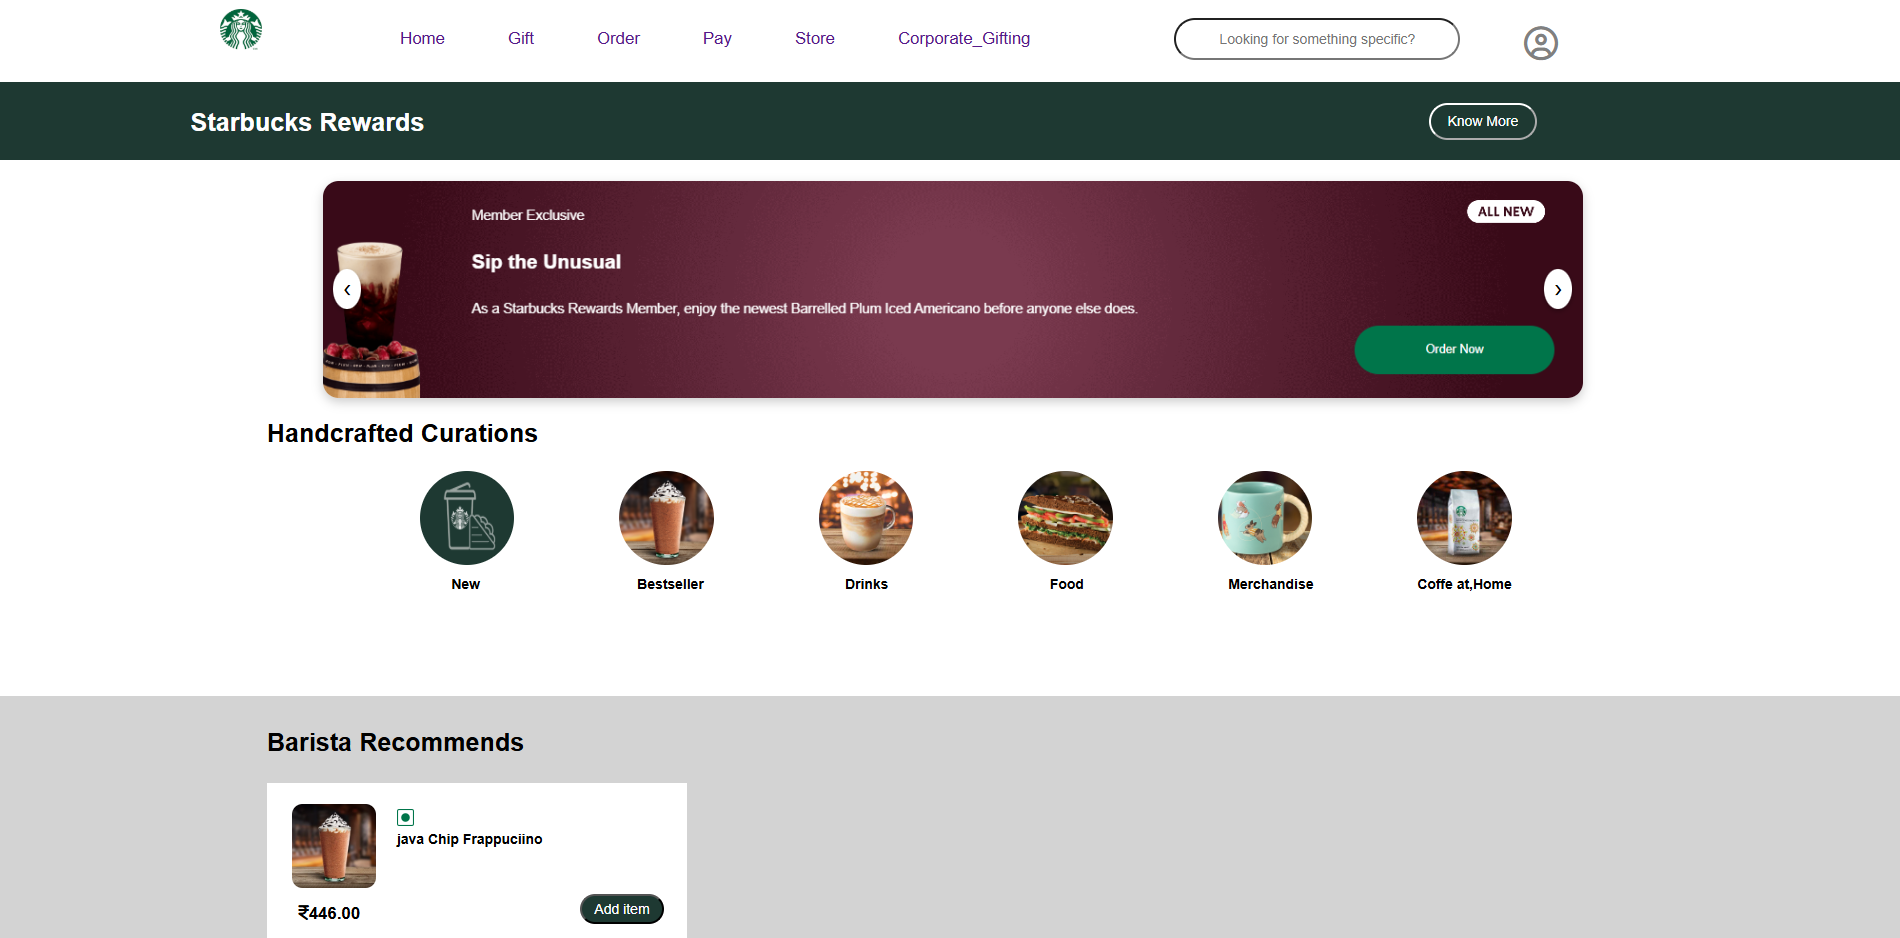 Home Gift Order Pay Store Corporate_Gifting Looking for something specific?
Starbucks Rewards Know More
Member Exclusive ALL NEW
Sip the Unusual
As a Starbucks Rewards Member, enjoy the newest Barrelled Plum Iced Americano before anyone else does.
Order Now
Handcrafted Curations
New Bestseller Drinks Food Merchandise Coffe at,Home
Barista Recommends
java Chip Frappuciino
₹446.00 Add item